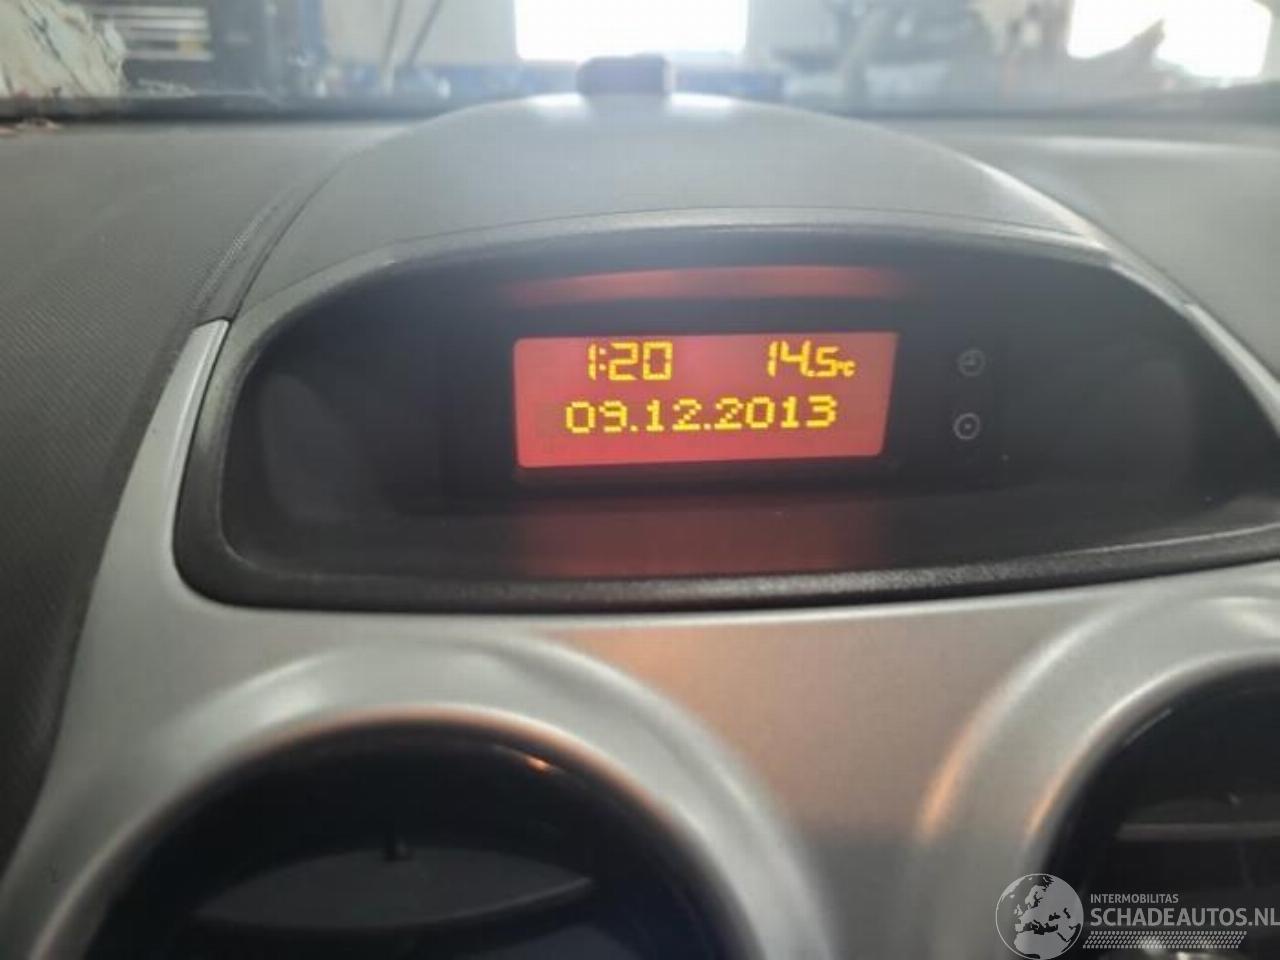 1:20 14.5°C
09.12.2013
INTERMOBILITAS
SCHADEAUTOS.NL